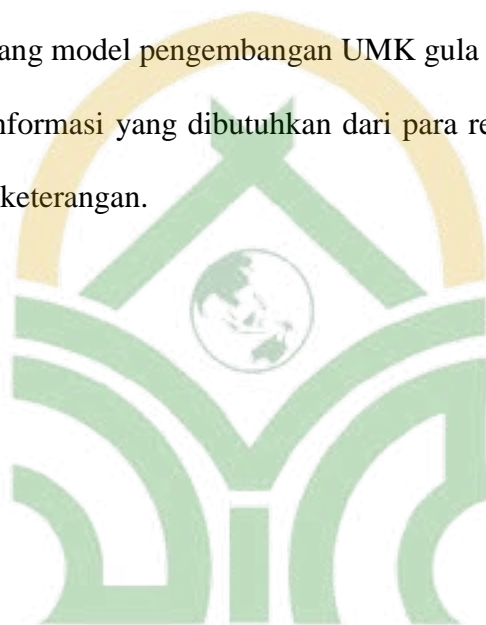 ang model pengembangan UMK gula
nformasi yang dibutuhkan dari para re
keterangan.